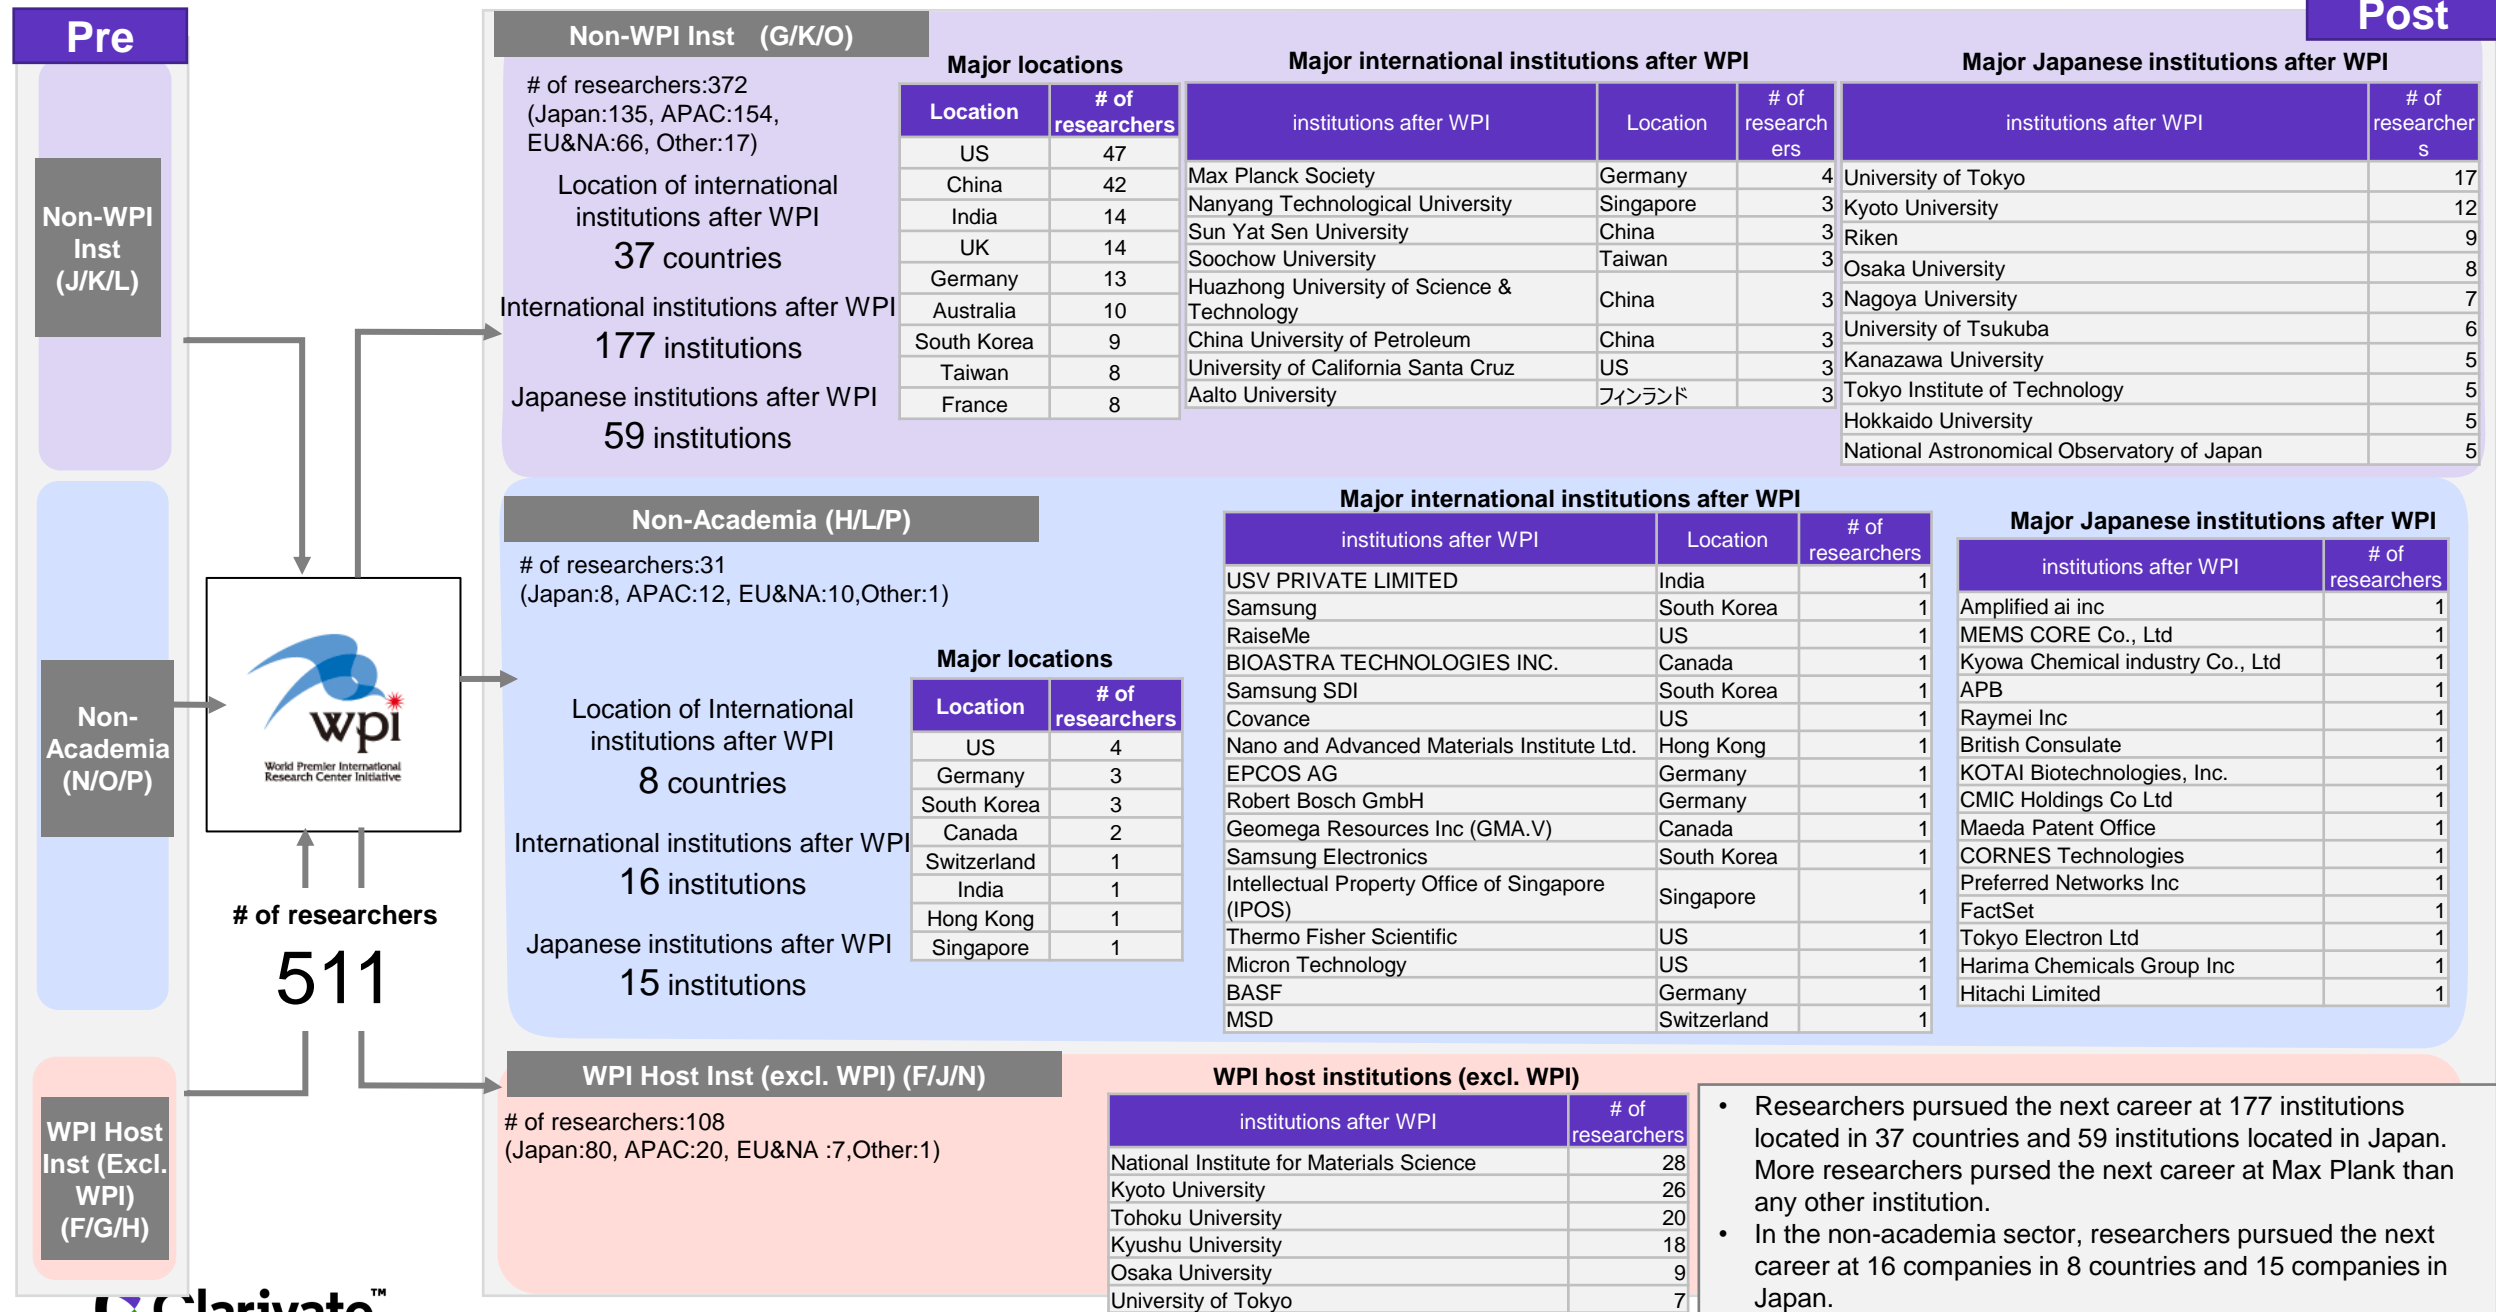 Pre
Post
Non-WPI
Inst
(J/K/L)
Non-
Academia
(N/O/P)
WPI Host
Inst (Excl.
WPI)
(F/G/H)
wpi
World Premier International
Research Center Initiative
# of researchers
511
Non-WPI Inst (G/K/O)
# of researchers:372
(Japan:135, APAC:154,
EU&NA:66, Other:17)
Location of international
institutions after WPI
37 countries
International institutions after WPI
177 institutions
Japanese institutions after WPI
59 institutions
Major locations
Location # of researchers
US 47
China 42
India 14
UK 14
Germany 13
Australia 10
South Korea 9
Taiwan 8
France 8
Major international institutions after WPI
institutions after WPI Location # of research ers
Max Planck Society Germany 4
Nanyang Technological University Singapore 3
Sun Yat Sen University China 3
Soochow University Taiwan 3
Huazhong University of Science &
Technology China 3
China University of Petroleum China 3
University of California Santa Cruz US 3
Aalto University フィンランド 3
Major Japanese institutions after WPI
institutions after WPI # of researcher s
University of Tokyo 17
Kyoto University 12
Riken 9
Osaka University 8
Nagoya University 7
University of Tsukuba 6
Kanazawa University 5
Tokyo Institute of Technology 5
Hokkaido University 5
National Astronomical Observatory of Japan 5
Non-Academia (H/L/P)
# of researchers:31
(Japan:8, APAC:12, EU&NA:10,Other:1)
Location of International
institutions after WPI
8 countries
International institutions after WPI
16 institutions
Japanese institutions after WPI
15 institutions
Major locations
Location # of researchers
US 4
Germany 3
South Korea 3
Canada 2
Switzerland 1
India 1
Hong Kong 1
Singapore 1
Major international institutions after WPI
institutions after WPI Location # of researchers
USV PRIVATE LIMITED India 1
Samsung South Korea 1
RaiseMe US 1
BIOASTRA TECHNOLOGIES INC. Canada 1
Samsung SDI South Korea 1
Covance US 1
Nano and Advanced Materials Institute Ltd. Hong Kong 1
EPCOS AG Germany 1
Robert Bosch GmbH Germany 1
Geomega Resources Inc (GMA.V) Canada 1
Samsung Electronics South Korea 1
Intellectual Property Office of Singapore
(IPOS) Singapore 1
Thermo Fisher Scientific US 1
Micron Technology US 1
BASF Germany 1
MSD Switzerland 1
Major Japanese institutions after WPI
institutions after WPI # of researchers
Amplified ai inc 1
MEMS CORE Co., Ltd 1
Kyowa Chemical industry Co., Ltd 1
APB 1
Raymei Inc 1
British Consulate 1
KOTAI Biotechnologies, Inc. 1
CMIC Holdings Co Ltd 1
Maeda Patent Office 1
CORNES Technologies 1
Preferred Networks Inc 1
FactSet 1
Tokyo Electron Ltd 1
Harima Chemicals Group Inc 1
Hitachi Limited 1
WPI Host Inst (excl. WPI) (F/J/N)
# of researchers:108
(Japan:80, APAC:20, EU&NA :7,Other:1)
WPI host institutions (excl. WPI)
institutions after WPI # of researchers
National Institute for Materials Science 28
Kyoto University 26
Tohoku University 20
Kyushu University 18
Osaka University 9
University of Tokyo 7
• Researchers pursued the next career at 177 institutions
located in 37 countries and 59 institutions located in Japan.
More researchers pursed the next career at Max Plank than
any other institution.
• In the non-academia sector, researchers pursued the next
career at 16 companies in 8 countries and 15 companies in
Japan.
Clarivate™